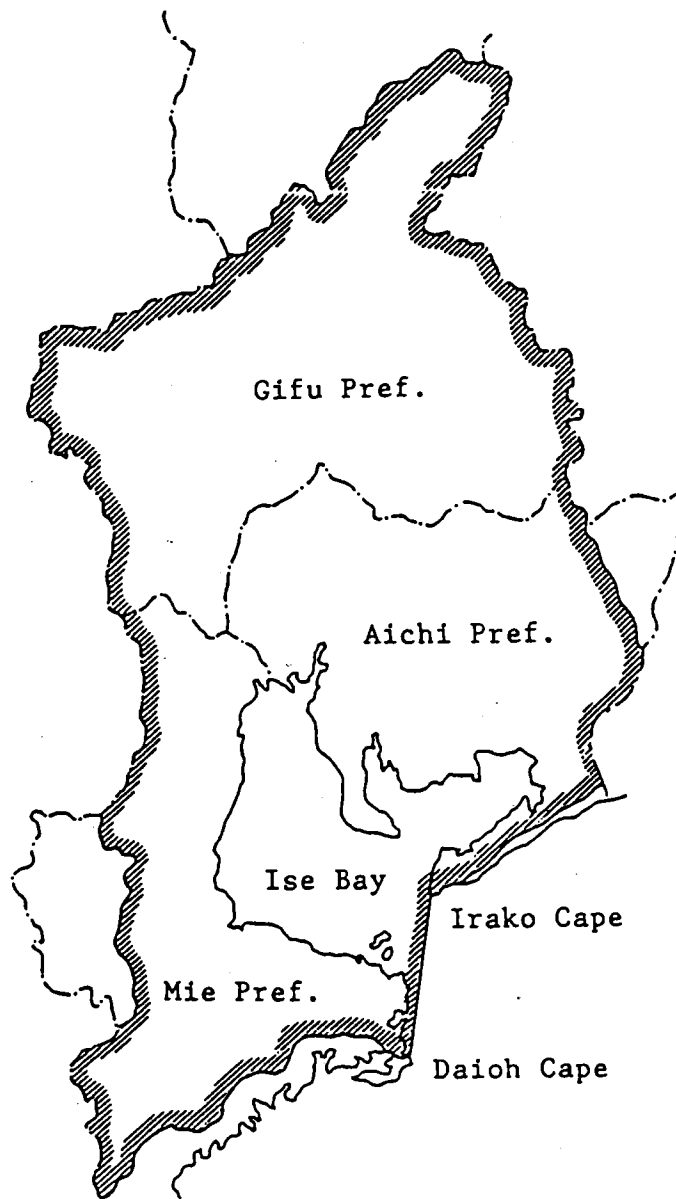 Gifu Pref.
Aichi Pref.
Ise Bay
Irako Cape
Mie Pref.
Daioh Cape